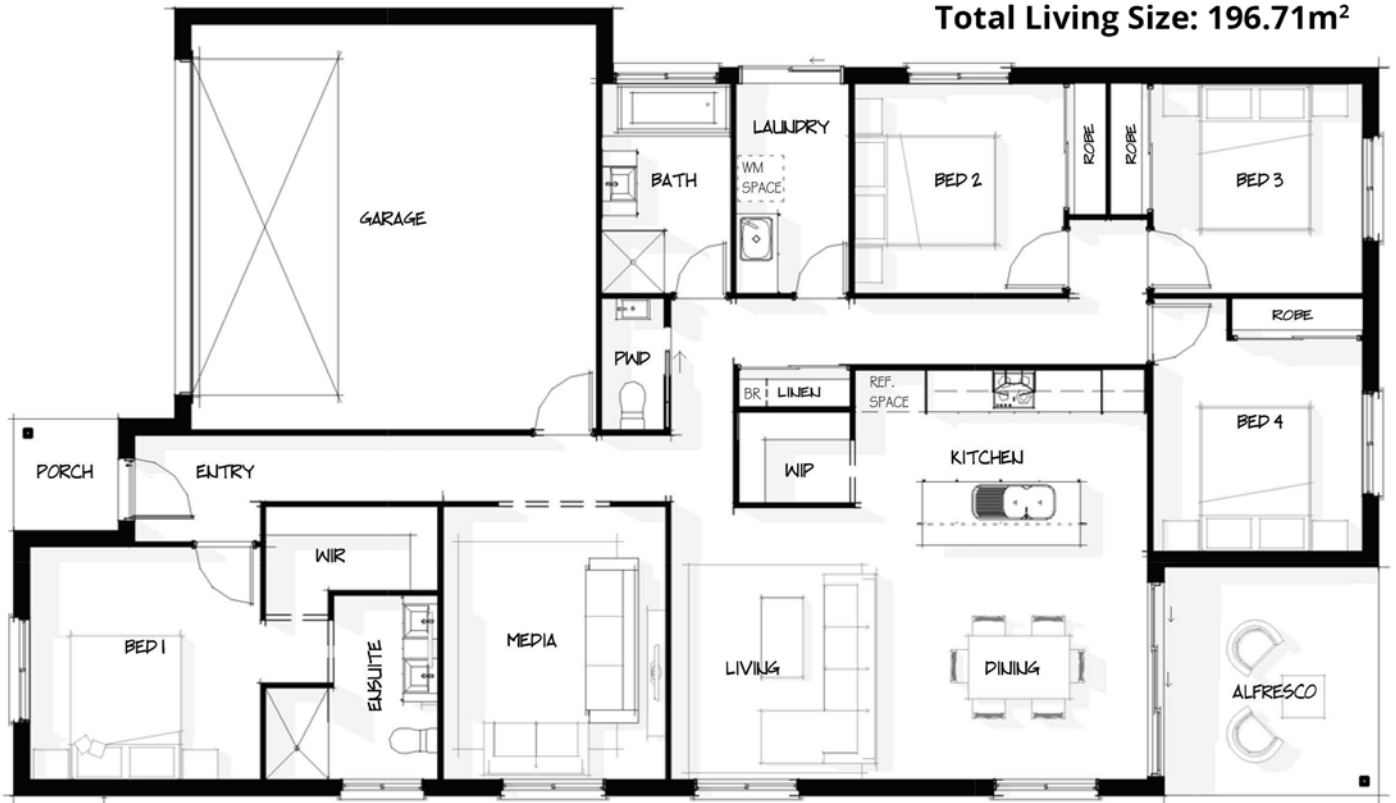 Total Living Size: 196.71m²
LAUNDRY
ROBE
ROBE
WM
SPACE
BATH
BED 2
BED 3
GARAGE
ROBE
PWD
REF.
SPACE
BR
LINEN
BED 4
PORCH
ENTRY
WIP
KITCHEN
WIR
BED 1
ENSUITE
MEDIA
LIVING
DINING
ALFRESCO